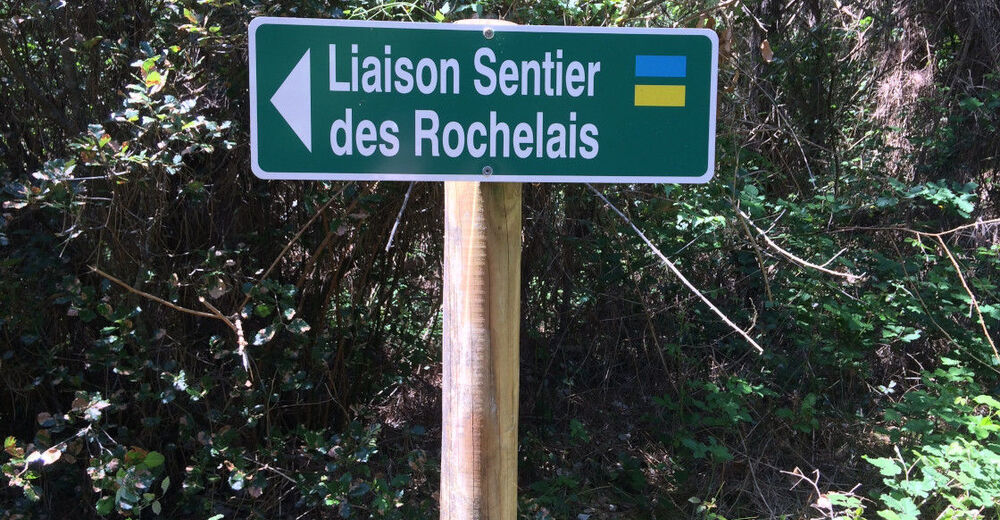 Liaison Sentier
des Rochelais